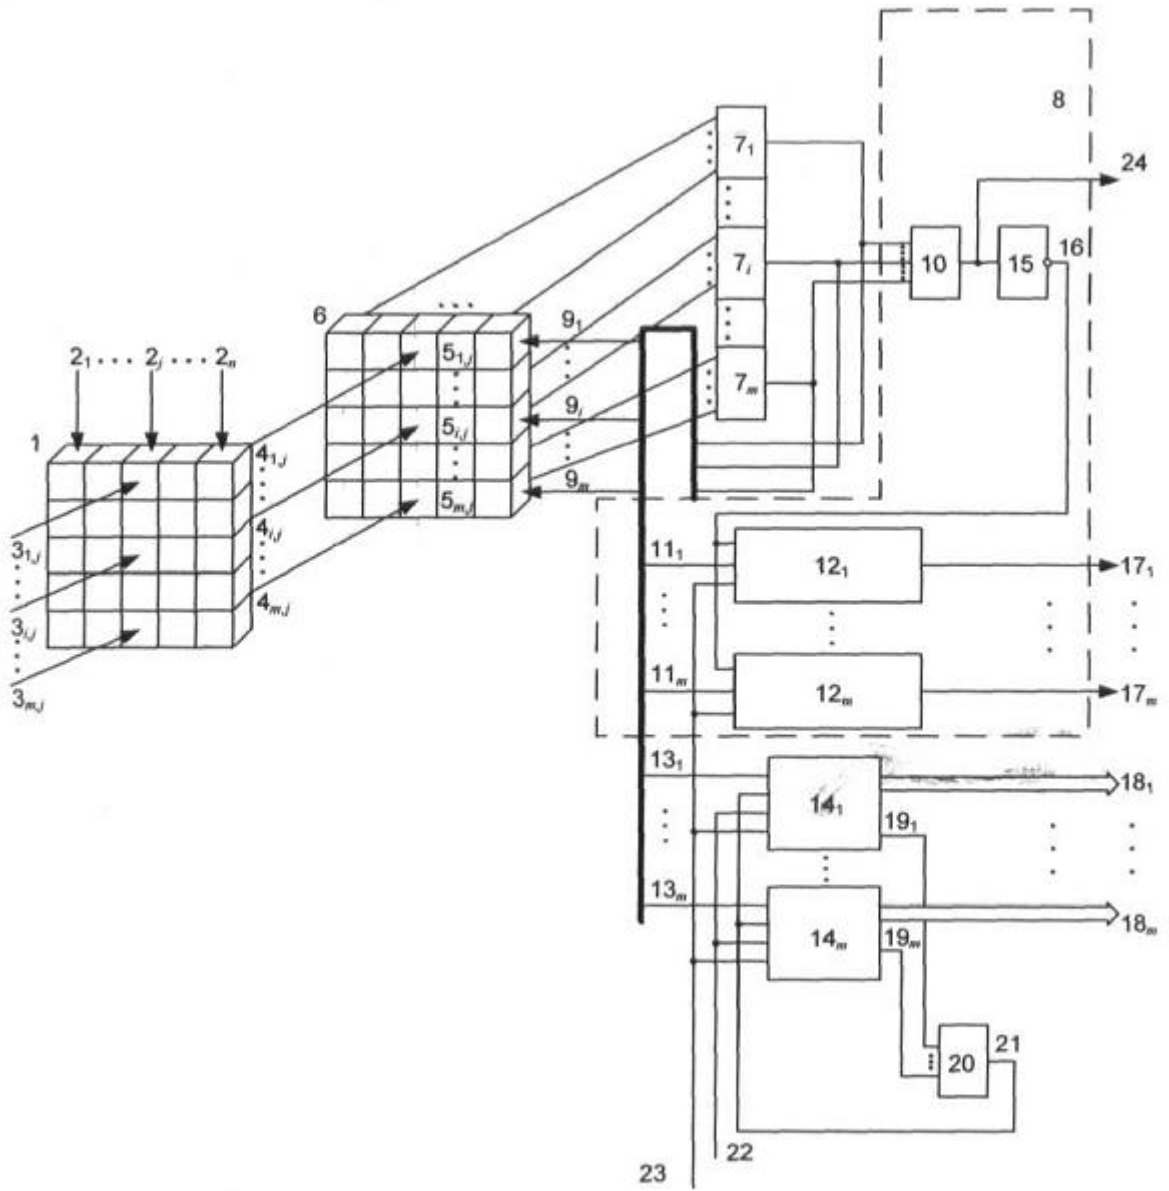 8
7₁
24
7ᵢ
10
15
16
6
9₁
5₁,ⱼ
2₁ 2ⱼ 2ₙ
7ₘ
9ᵢ
5ᵢ,ⱼ
1
4₁,ⱼ
9ₘ
5ₘ,ⱼ
4ᵢ,ⱼ
3₁,ⱼ
11₁
12₁
17₁
4ₘ,ⱼ
3ᵢ,ⱼ
3ₘ,ⱼ
11ₘ
12ₘ
17ₘ
13₁
14₁
18₁
19₁
13ₘ
14ₘ
19ₘ
18ₘ
20
21
22
23